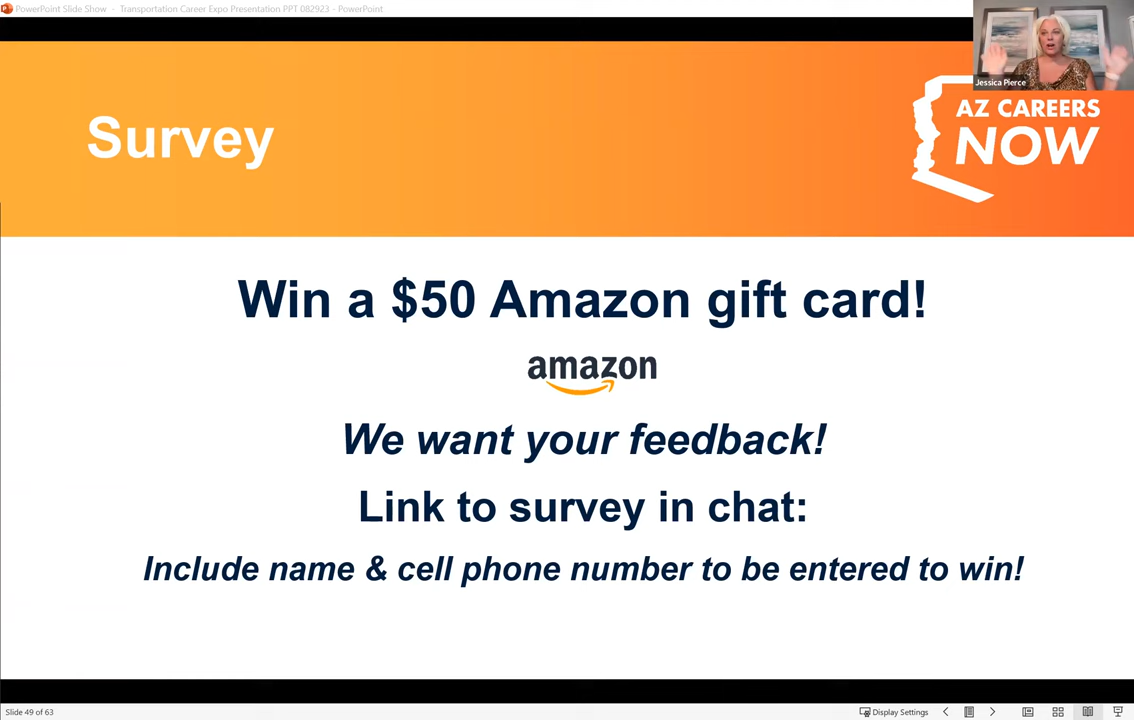 PowerPoint Slide Show - Transportation Career Expo Presentation PPT 082923 - PowerPoint
Jessica Pierce
AZ CAREERS
NOW
Survey
Win a $50 Amazon gift card!
amazon
We want your feedback!
Link to survey in chat:
Include name & cell phone number to be entered to win!
Slide 49 of 63
Display Settings